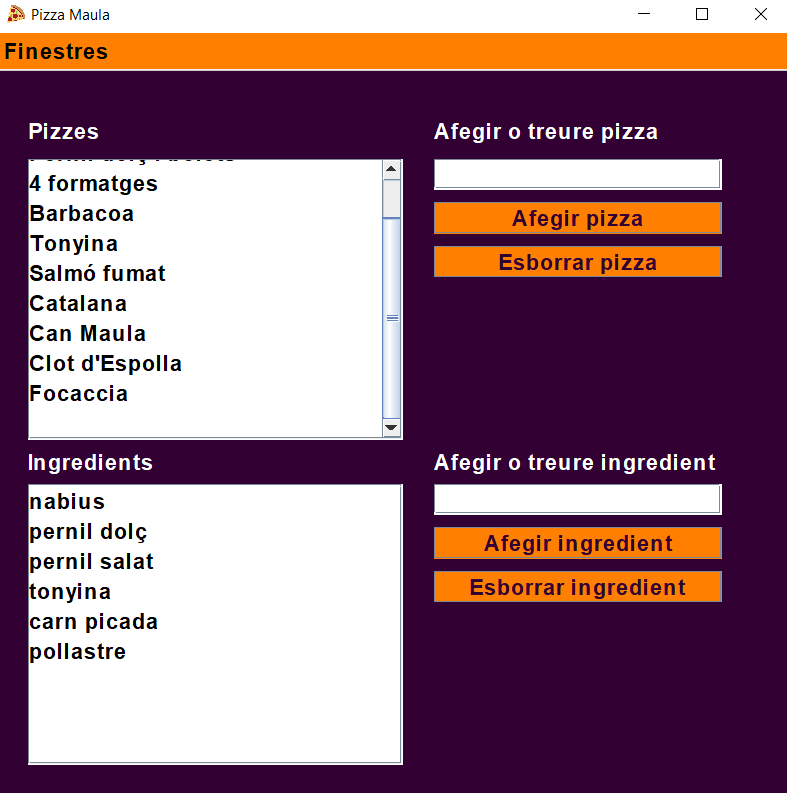 Pizza Maula
Finestres
Pizzes
4 formatges
Barbacoa
Tonyina
Salmó fumat
Catalana
Can Maula
Clot d'Espolla
Focaccia
Afegir o treure pizza
Afegir pizza
Esborrar pizza
Ingredients
nabius
pernil dolç
pernil salat
tonyina
carn picada
pollastre
Afegir o treure ingredient
Afegir ingredient
Esborrar ingredient